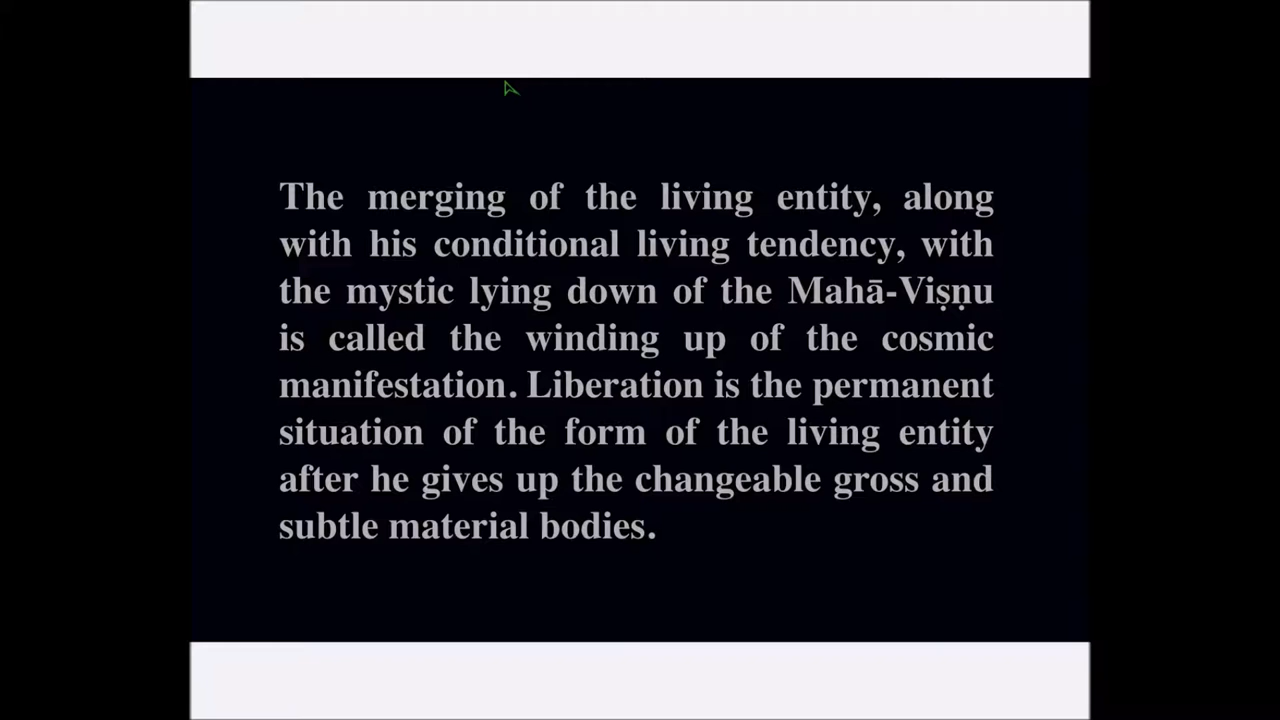 The merging of the living entity, along
with his conditional living tendency, with
the mystic lying down of the Mahā-Viṣṇu
is called the winding up of the cosmic
manifestation. Liberation is the permanent
situation of the form of the living entity
after he gives up the changeable gross and
subtle material bodies.